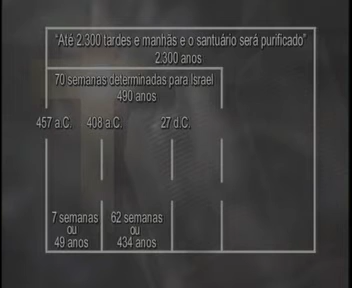 “Até 2.300 tardes e manhãs e o santuário será purificado”
2.300 anos
70 semanas determinadas para Israel
490 anos
457 a.C. 408 a.C. 27 d.C.
7 semanas
ou
49 anos
62 semanas
ou
434 anos